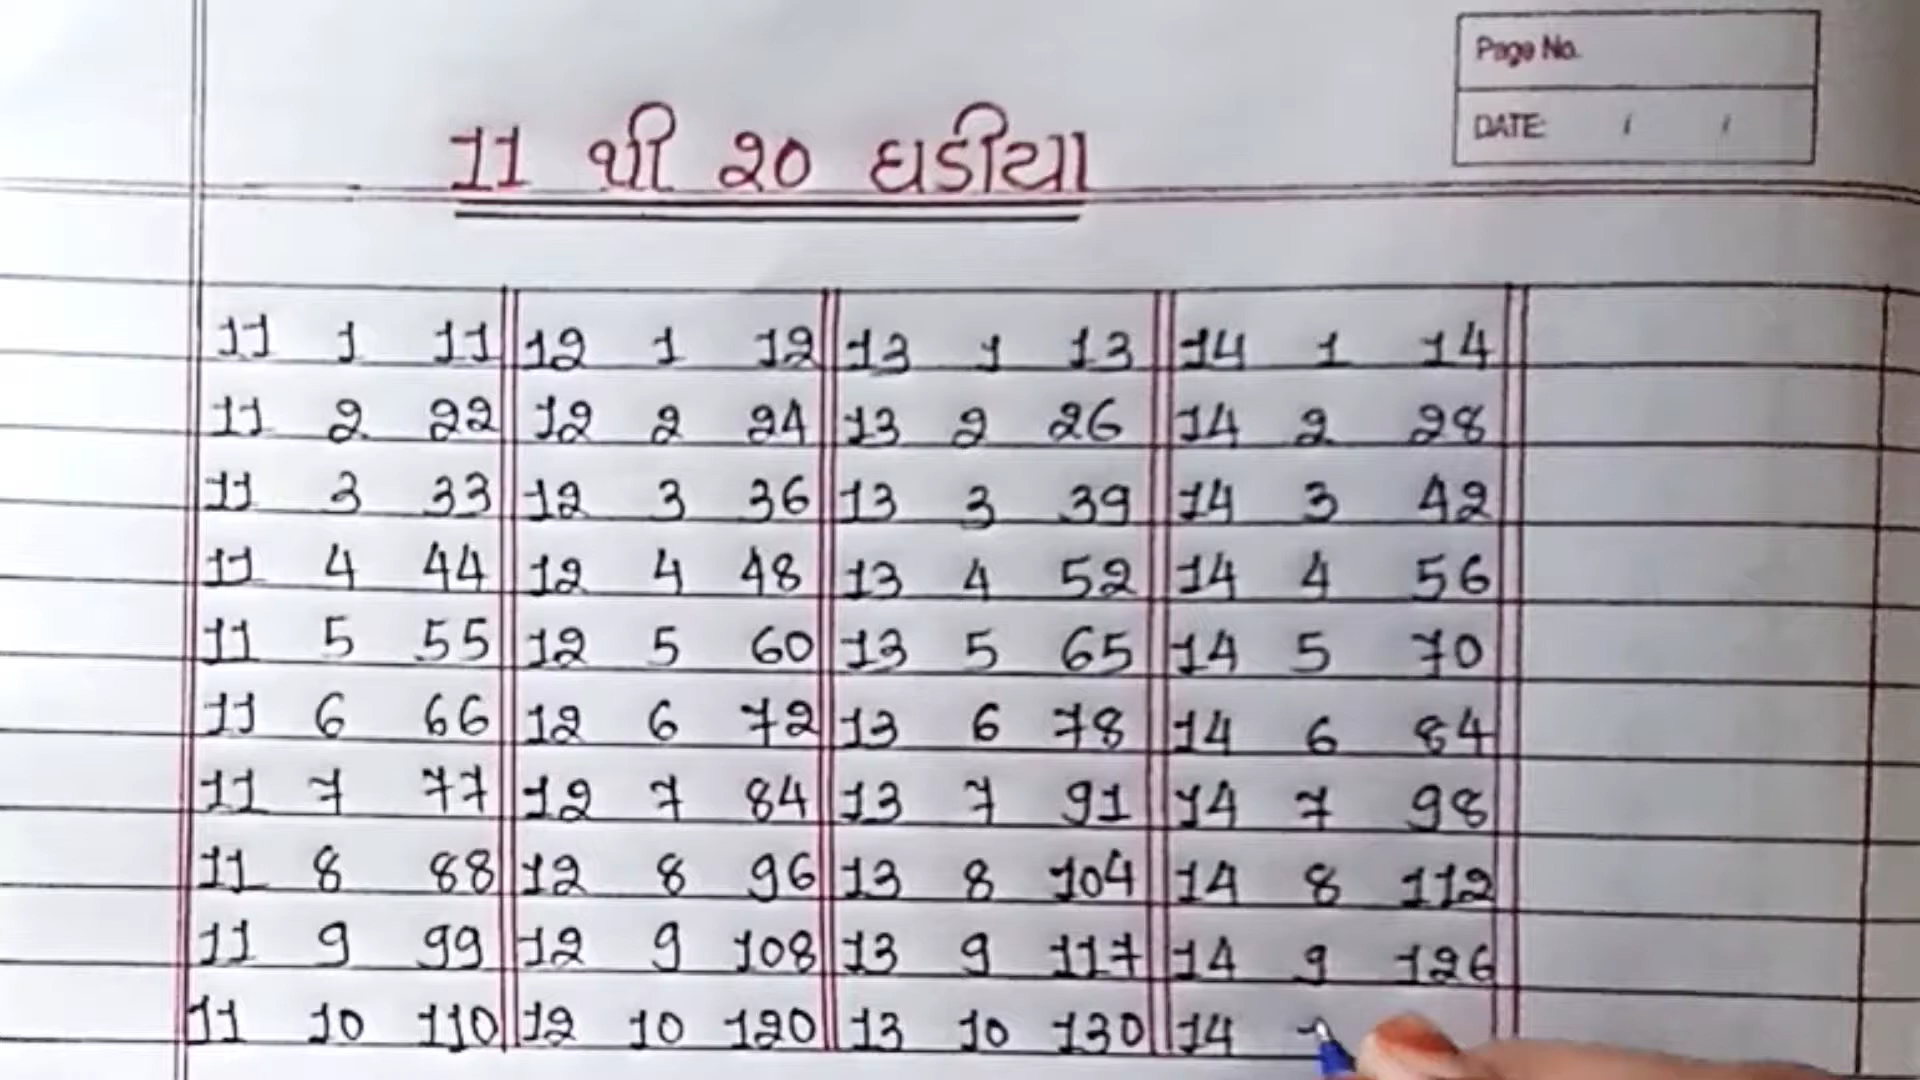 Page No.
DATE: / /
11 થી 20 ઘડીયા
11 1 11 12 1 12 13 1 13 14 1 14
11 2 22 12 2 24 13 2 26 14 2 28
11 3 33 12 3 36 13 3 39 14 3 42
11 4 44 12 4 48 13 4 52 14 4 56
11 5 55 12 5 60 13 5 65 14 5 70
11 6 66 12 6 72 13 6 78 14 6 84
11 7 77 12 7 84 13 7 91 14 7 98
11 8 88 12 8 96 13 8 104 14 8 112
11 9 99 12 9 108 13 9 117 14 9 126
11 10 110 12 10 120 13 10 130 14